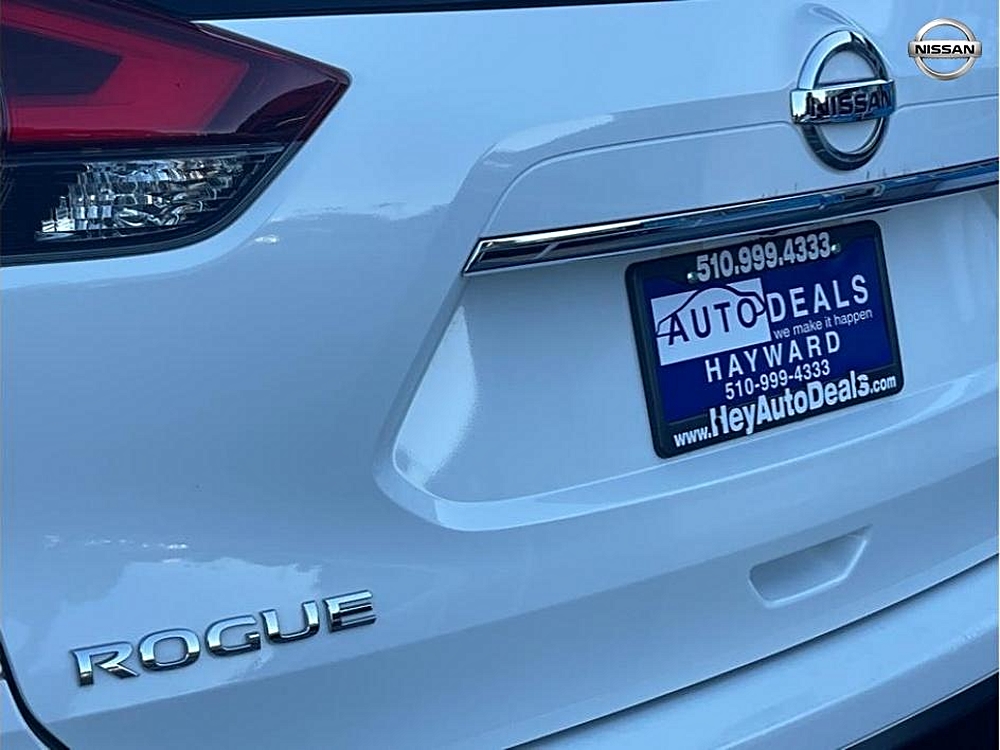 NISSAN
NISSAN
510.999.4333
AUTO DEALS
we make it happen
HAYWARD
510-999-4333
www.HeyAutoDeals.com
ROGUE